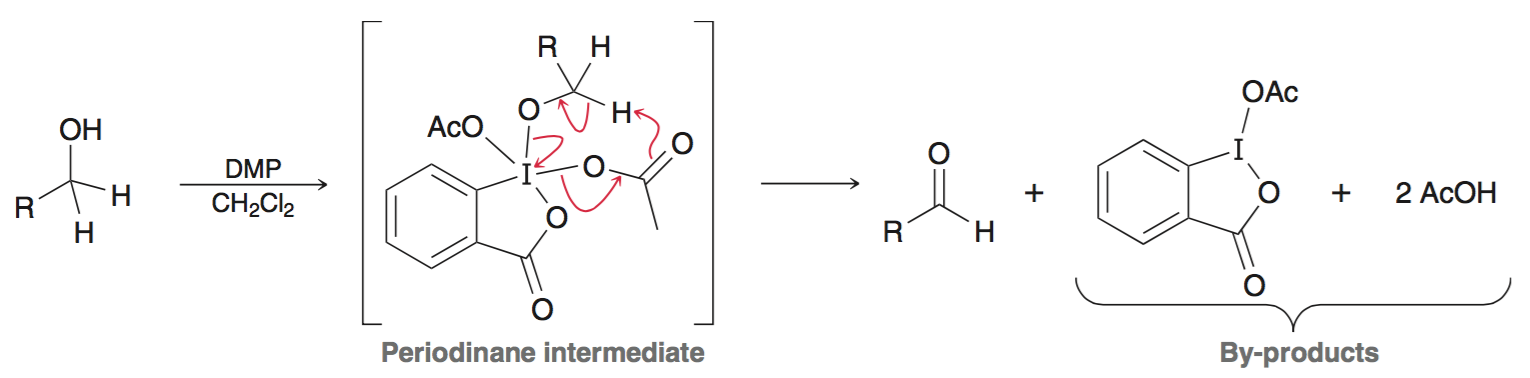 OH
R
H
H
DMP
CH2Cl2
R
H
O
H
AcO
I
O
O
O
O
Periodinane intermediate
O
R
H
+
OAc
I
O
O
+
2 AcOH
By-products